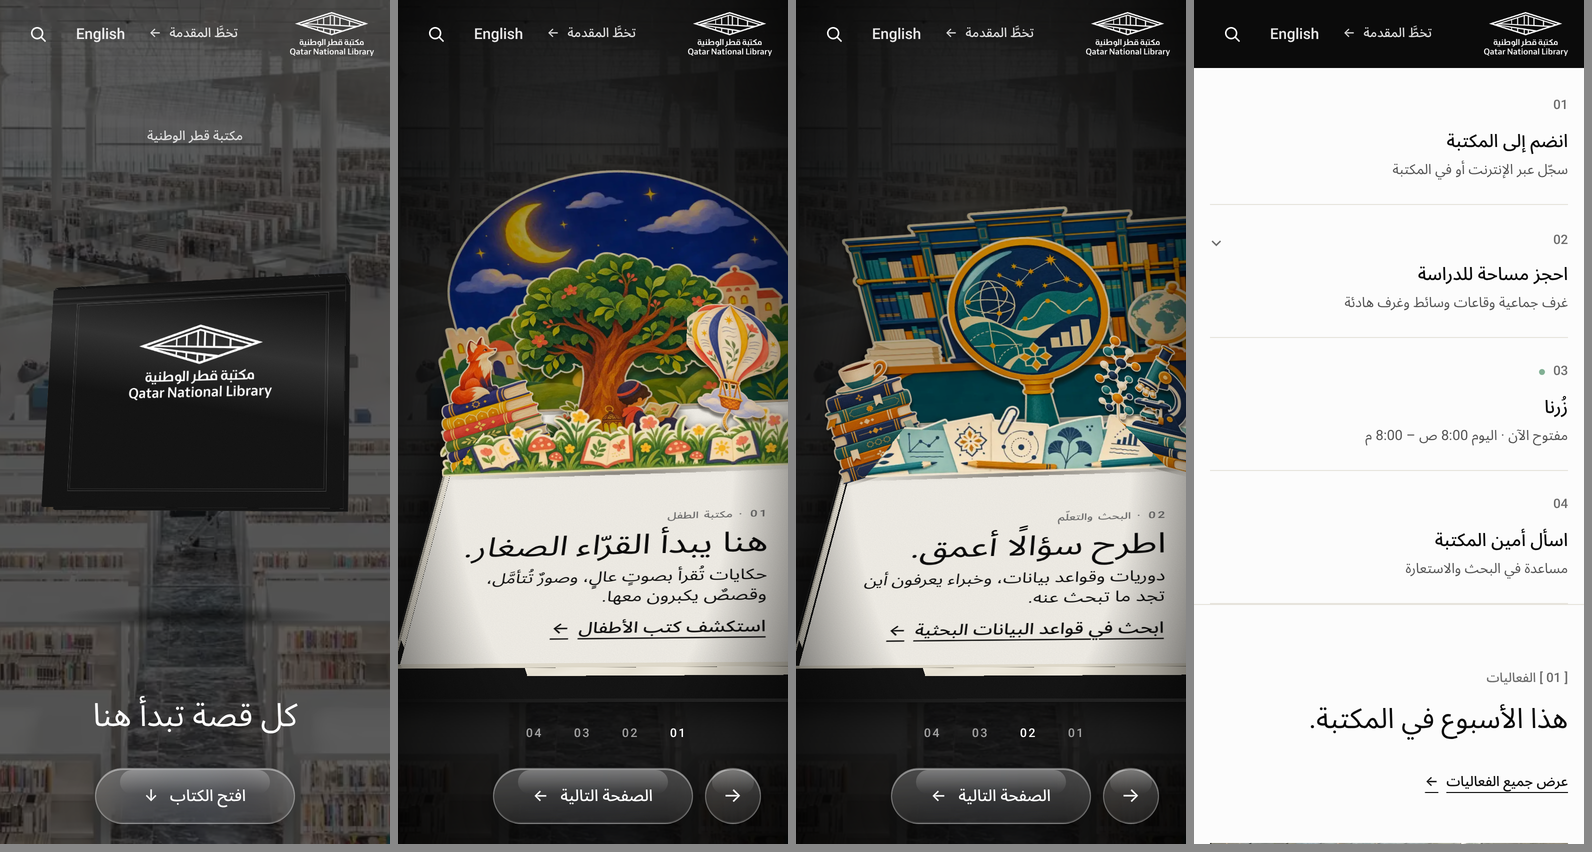 مكتبة قطر الوطنية
Qatar National Library
تخطَّ المقدمة ←
English
مكتبة قطر الوطنية
مكتبة قطر الوطنية
Qatar National Library
كل قصة تبدأ هنا
افتح الكتاب ↓
مكتبة قطر الوطنية
Qatar National Library
تخطَّ المقدمة ←
English
01 · مكتبة الطفل
هنا يبدأ القرّاء الصغار.
حكايات تُقرأ بصوتٍ عالٍ، وصورٌ تُتأمَّل،
وقصصٌ يكبرون معها.
استكشف كتب الأطفال ←
01 02 03 04
→
الصفحة التالية ←
مكتبة قطر الوطنية
Qatar National Library
تخطَّ المقدمة ←
English
02 · البحث والتعلّم
اطرح سؤالًا أعمق.
دوريات وقواعد بيانات، وخبراء يعرفون أين
تجد ما تبحث عنه.
ابحث في قواعد البيانات البحثية ←
01 02 03 04
→
الصفحة التالية ←
مكتبة قطر الوطنية
Qatar National Library
تخطَّ المقدمة ←
English
01
انضم إلى المكتبة
سجّل عبر الإنترنت أو في المكتبة
02
احجز مساحة للدراسة
غرف جماعية وقاعات وسائط وغرف هادئة
03
زُرنا
مفتوح الآن · اليوم 8:00 ص – 8:00 م
04
اسأل أمين المكتبة
مساعدة في البحث والاستعارة
[ 01 ] الفعاليات
هذا الأسبوع في المكتبة.
عرض جميع الفعاليات ←